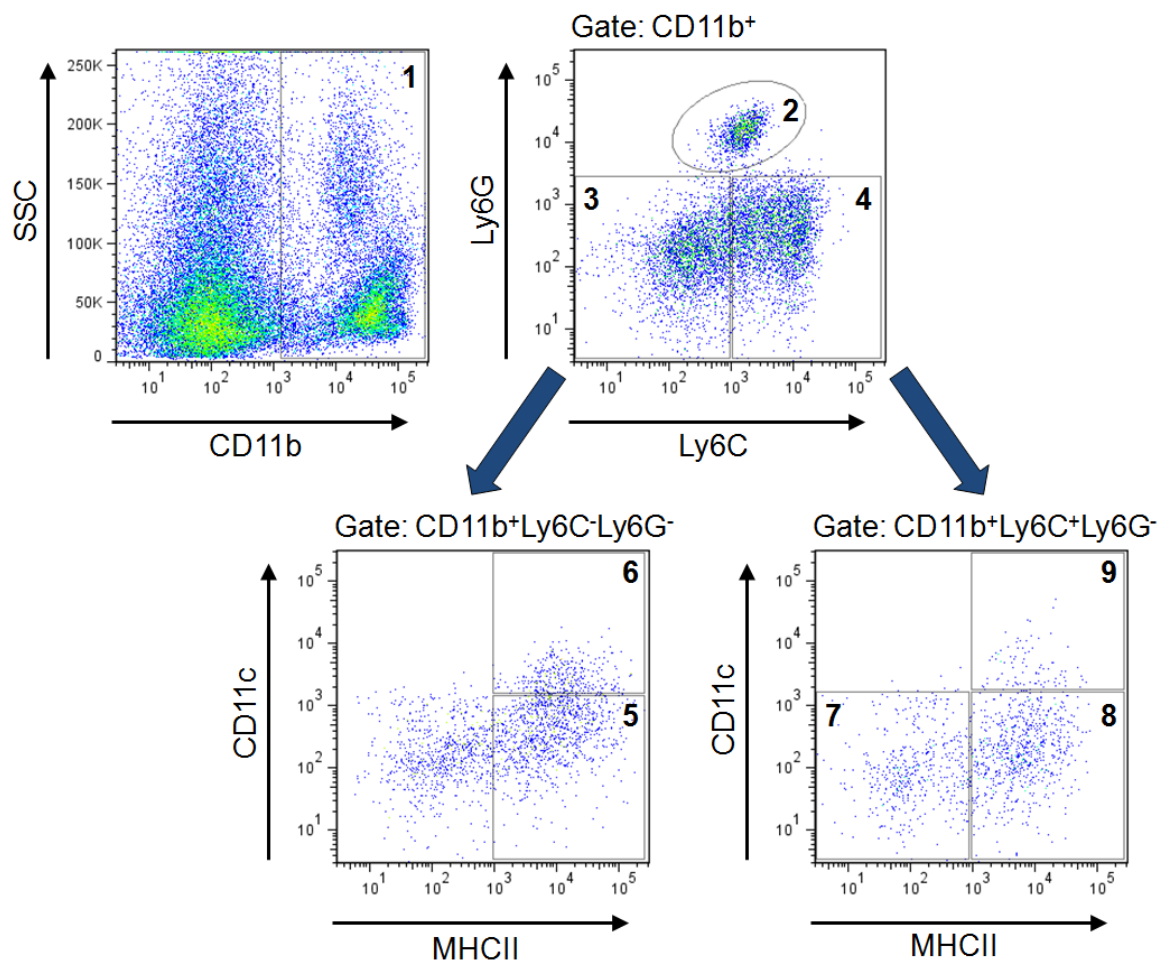 Gate: CD11b⁺
SSC
250K
200K
150K
100K
50K
0
1
10¹ 10² 10³ 10⁴ 10⁵
CD11b
Ly6G
10⁵
10⁴
10³
10²
10¹
2
3
4
10¹ 10² 10³ 10⁴ 10⁵
Ly6C
Gate: CD11b⁺Ly6C⁻Ly6G⁻
CD11c
10⁵
10⁴
10³
10²
10¹
6
5
10¹ 10² 10³ 10⁴ 10⁵
MHCII
Gate: CD11b⁺Ly6C⁺Ly6G⁻
CD11c
10⁵
10⁴
10³
10²
10¹
9
7
8
10¹ 10² 10³ 10⁴ 10⁵
MHCII